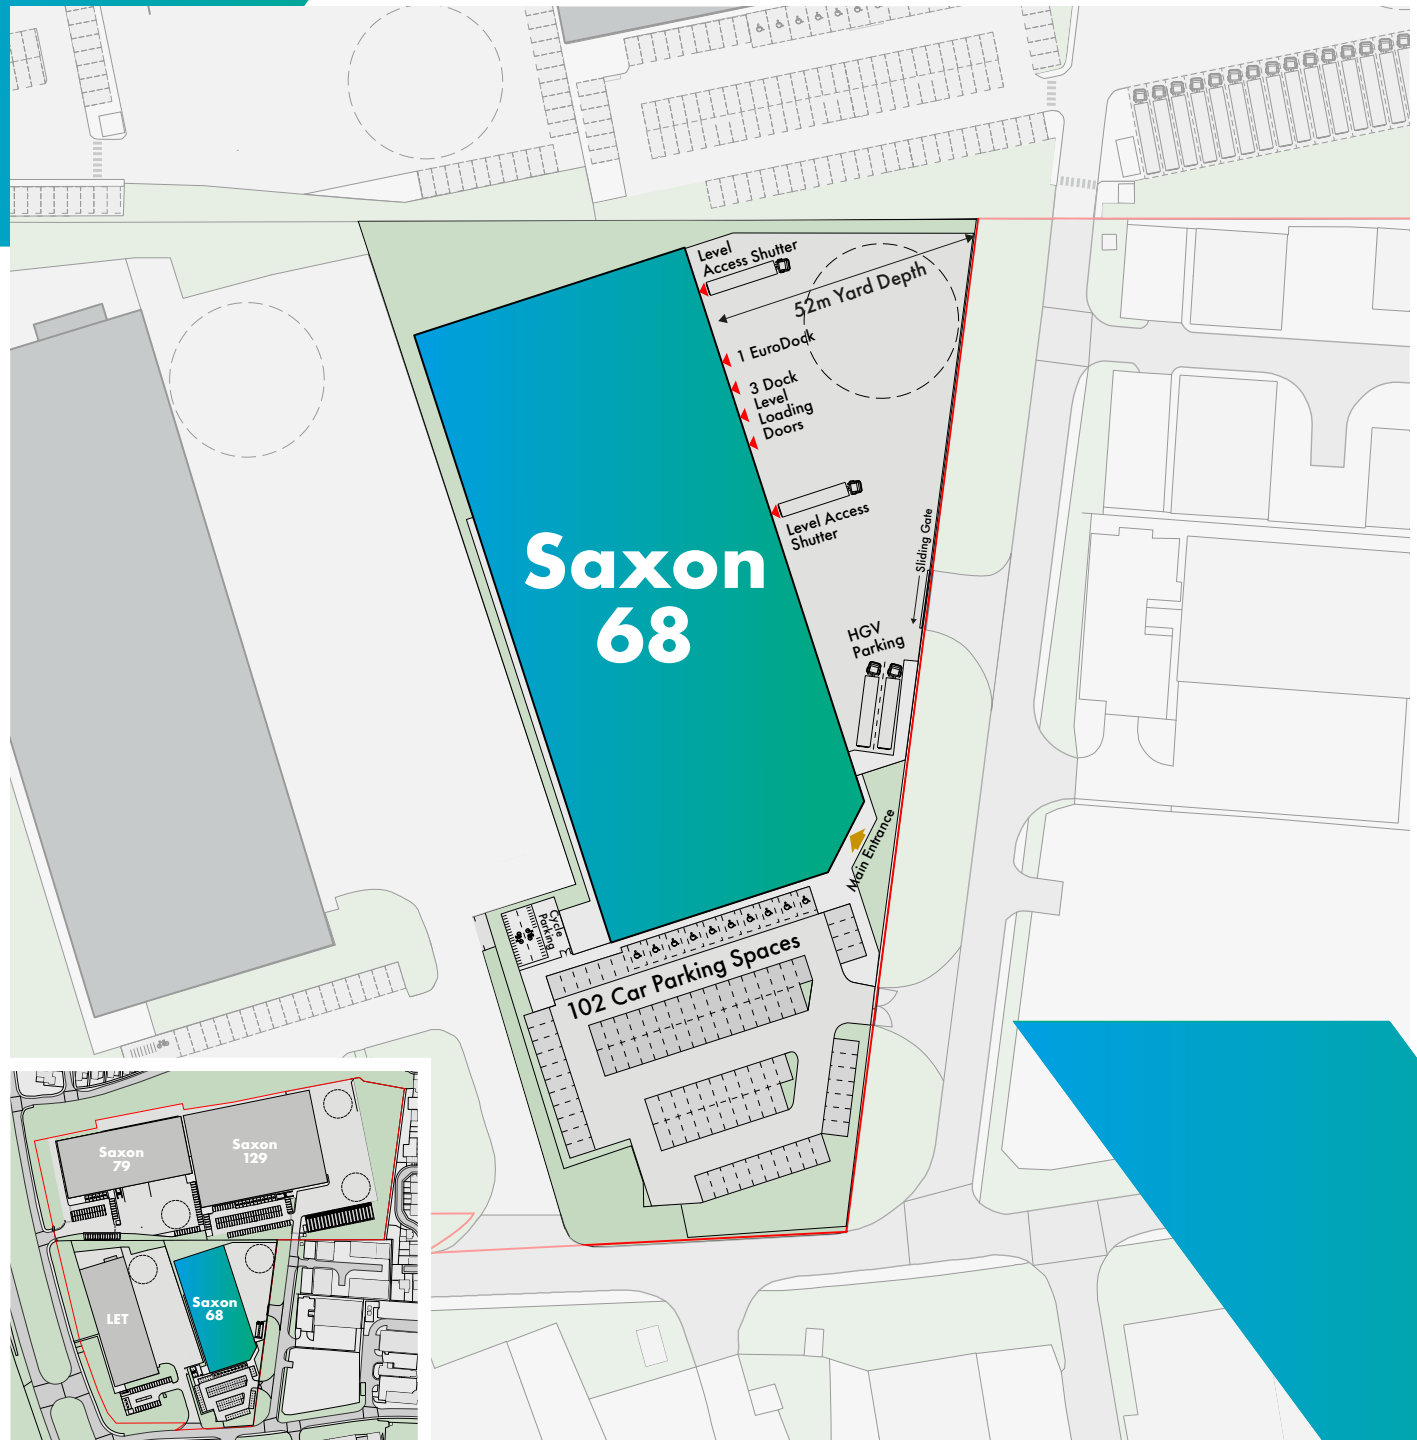 Level
Access Shutter
52m Yard Depth
1 EuroDock
3 Dock
Level
Loading
Doors
Level Access
Shutter
Saxon
68
Sliding Gate
HGV
Parking
Main Entrance
Cycle
Parking
102 Car Parking Spaces
Saxon
79
Saxon
129
LET
Saxon
68